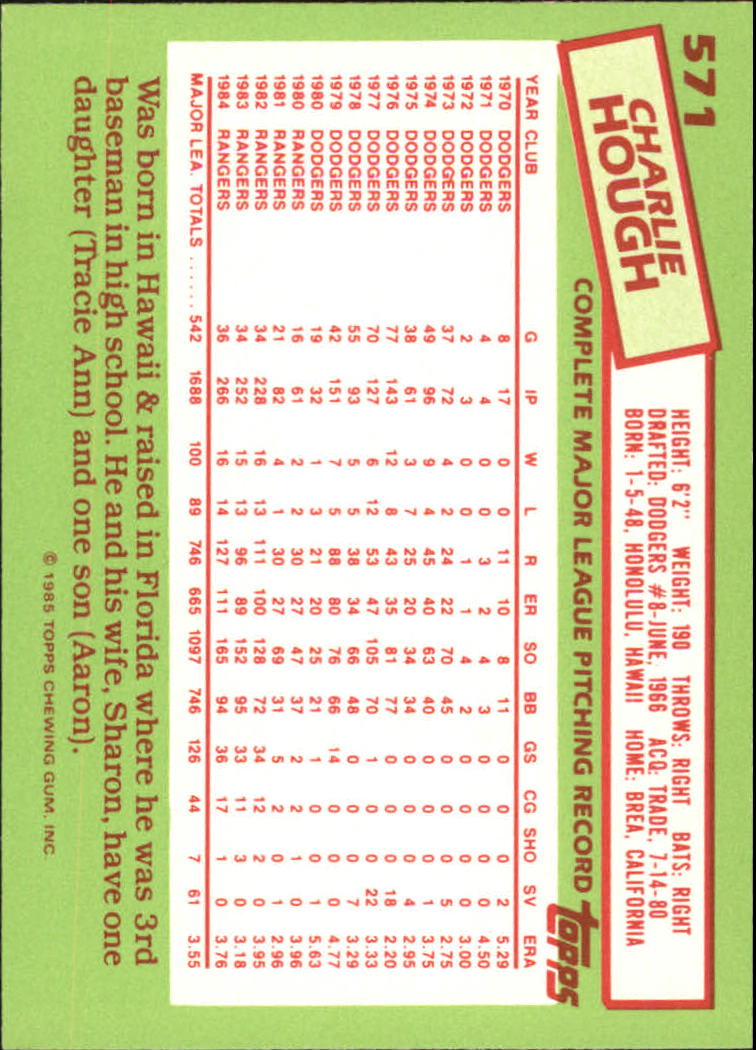 571
CHARLIE
HOUGH
HEIGHT: 6'2" WEIGHT: 190 THROWS: RIGHT BATS: RIGHT
DRAFTED: DODGERS #8-JUNE, 1966 ACQ: TRADE, 7-14-80
BORN: 1-5-48, HONOLULU, HAWAII HOME: BREA, CALIFORNIA
COMPLETE MAJOR LEAGUE PITCHING RECORD topps
YEAR CLUB G IP W L R ER SO BB GS CG SHO SV ERA
1970 DODGERS 8 17 0 0 11 10 8 11 0 0 0 2 5.29
1971 DODGERS 4 4 0 0 3 2 4 3 0 0 0 0 4.50
1972 DODGERS 2 3 0 0 1 1 4 2 0 0 0 0 3.00
1973 DODGERS 37 72 4 2 24 22 70 45 0 0 0 5 2.75
1974 DODGERS 49 96 9 4 45 40 63 40 0 0 0 1 3.75
1975 DODGERS 38 61 3 7 25 20 34 34 0 0 0 4 2.95
1976 DODGERS 77 143 12 8 43 35 81 77 0 0 0 18 2.20
1977 DODGERS 70 127 6 12 53 47 105 70 1 0 0 22 3.33
1978 DODGERS 55 93 5 5 38 34 66 48 0 0 0 7 3.29
1979 DODGERS 42 151 7 5 88 80 76 66 14 0 0 0 4.77
1980 DODGERS 19 32 1 3 21 20 25 21 1 0 0 1 5.63
1980 RANGERS 16 61 2 2 30 27 47 37 2 2 1 0 3.96
1981 RANGERS 21 82 4 1 30 27 69 31 5 2 0 1 2.96
1982 RANGERS 34 228 16 13 111 100 128 72 34 12 2 0 3.95
1983 RANGERS 34 252 15 13 96 89 152 95 33 11 3 0 3.18
1984 RANGERS 36 266 16 14 127 111 165 94 36 17 1 0 3.76
MAJOR LEA. TOTALS ...... 542 1688 100 89 746 665 1097 746 126 44 7 61 3.55
Was born in Hawaii & raised in Florida where he was 3rd
baseman in high school. He and his wife, Sharon, have one
daughter (Tracie Ann) and one son (Aaron).
© 1985 TOPPS CHEWING GUM, INC.